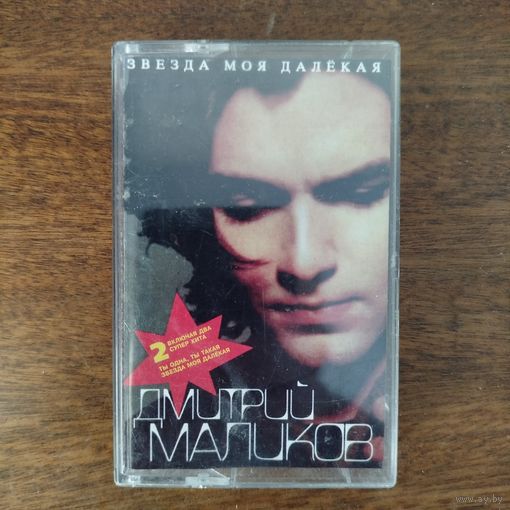 ЗВЕЗДА МОЯ ДАЛЁКАЯ
2 ВКЛЮЧАЯ ДВА
СУПЕР ХИТА
ТЫ ОДНА, ТЫ ТАКАЯ
ЗВЕЗДА МОЯ ДАЛЁКАЯ
ДМИТРИЙ
МАЛИКОВ
www.ay.by